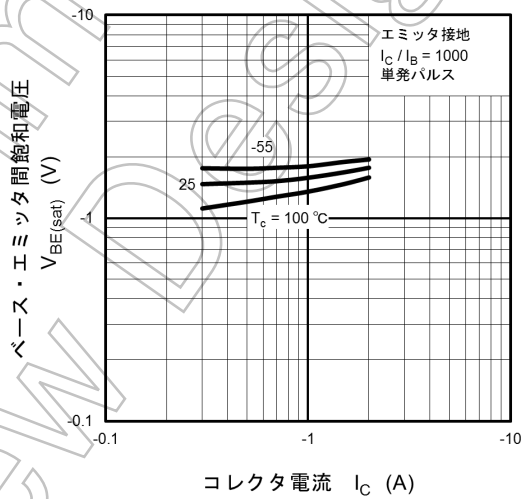 -10
エミッタ接地
I_C / I_B = 1000
単発パルス
-55
25
T_c = 100 ℃
-1
-0.1
-0.1
-1
-10
ベース・エミッタ間飽和電圧
V_BE(sat) (V)
コレクタ電流 I_C (A)